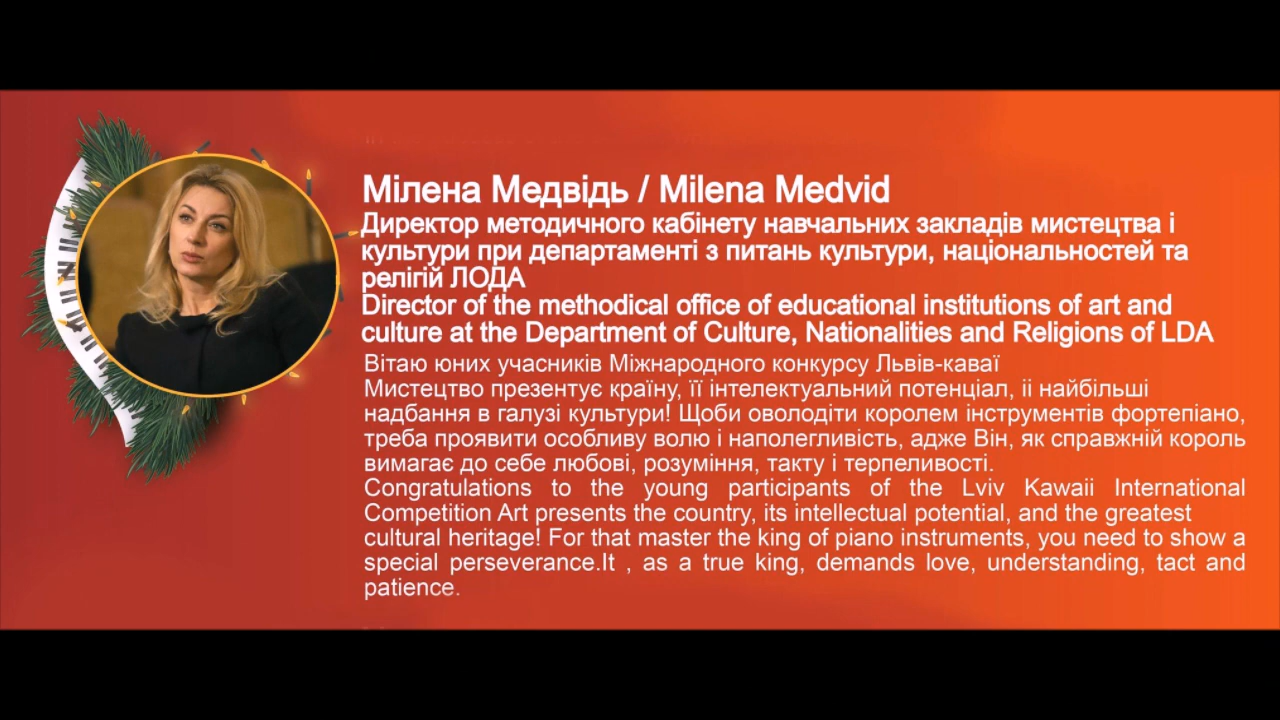 Мілена Медвідь / Milena Medvid
Директор методичного кабінету навчальних закладів мистецтва і
культури при департаменті з питань культури, національностей та
релігій ЛОДА
Director of the methodical office of educational institutions of art and
culture at the Department of Culture, Nationalities and Religions of LDA
Вітаю юних учасників Міжнародного конкурсу Львів-каваї
Мистецтво презентує країну, її інтелектуальний потенціал, іі найбільші
надбання в галузі культури! Щоби оволодіти королем інструментів фортепіано,
треба проявити особливу волю і наполегливість, адже Він, як справжній король
вимагає до себе любові, розуміння, такту і терпеливості.
Congratulations to the young participants of the Lviv Kawaii International
Competition Art presents the country, its intellectual potential, and the greatest
cultural heritage! For that master the king of piano instruments, you need to show a
special perseverance.It , as a true king, demands love, understanding, tact and
patience.